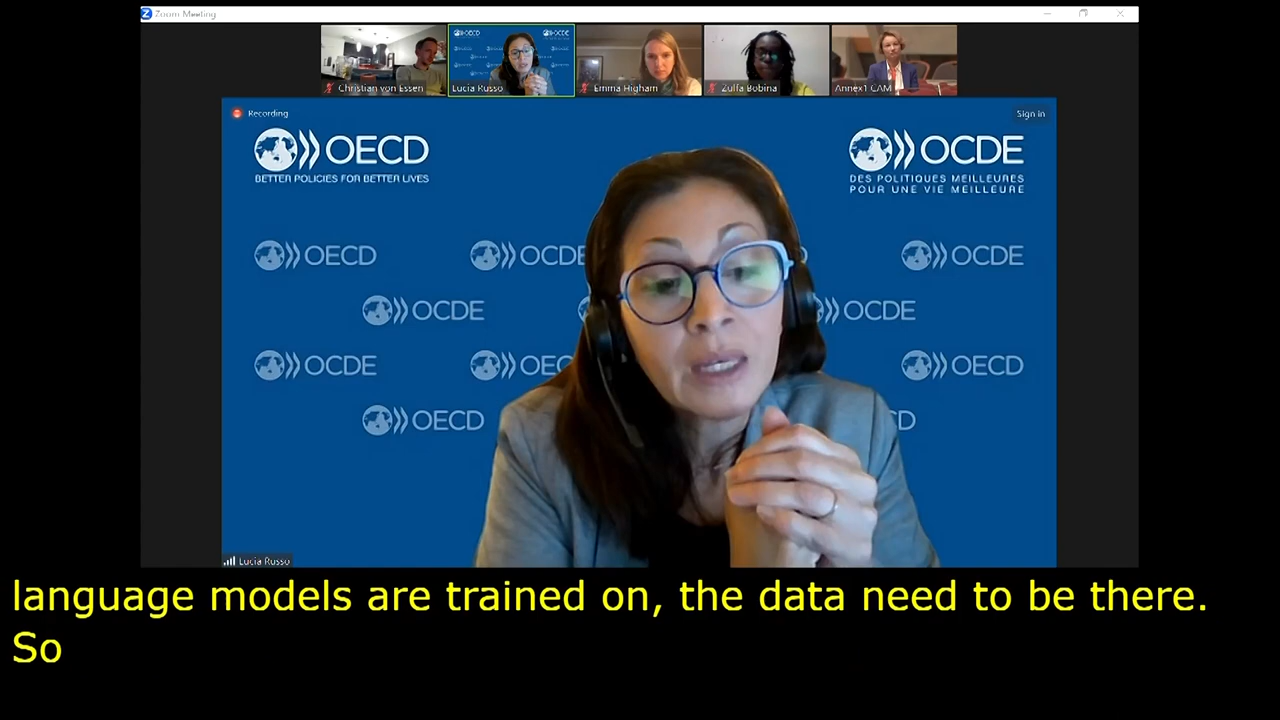 Zoom Meeting
Christian von Essen
Lucia Russo
Emma Higham
Zulfa Bobina
Annex1 CAM
Recording
Sign in
OECD
BETTER POLICIES FOR BETTER LIVES
OCDE
DES POLITIQUES MEILLEURES
POUR UNE VIE MEILLEURE
OECD
OCDE
OECD
OCDE
OCDE
OCDE
OECD
OECD
OECD
Lucia Russo
language models are trained on, the data need to be there.
So